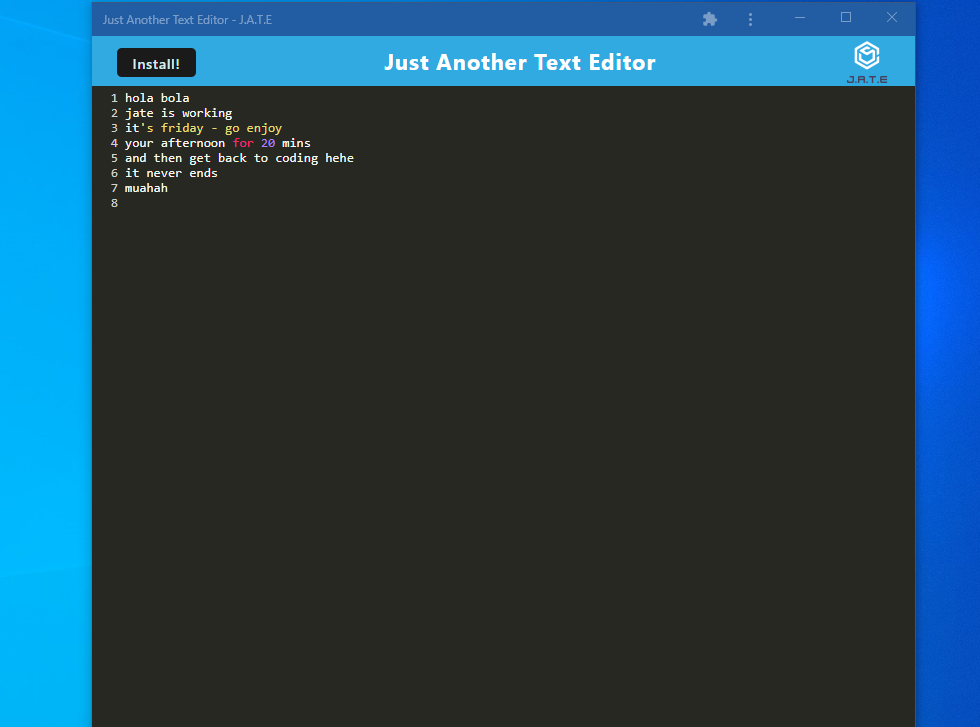 Just Another Text Editor - J.A.T.E
Install!
Just Another Text Editor
J.A.T.E
1 hola bola
2 jate is working
3 it's friday - go enjoy
4 your afternoon for 20 mins
5 and then get back to coding hehe
6 it never ends
7 muahah
8